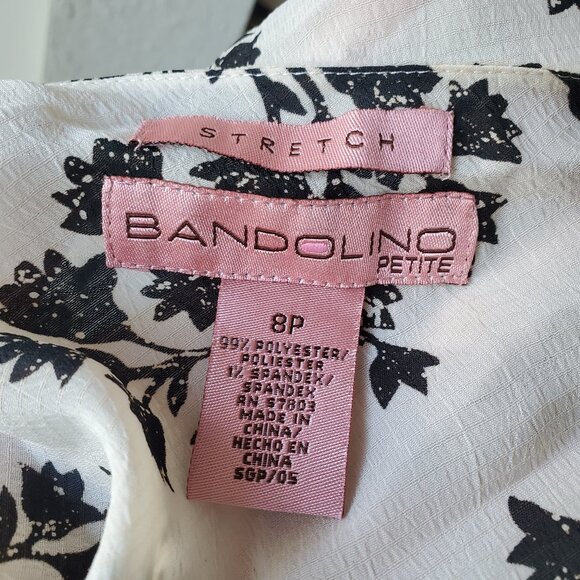 STRETCH
BANDOLINO
PETITE
8P
99% POLYESTER/
POLIESTER
1% SPANDEX/
SPANDEX
RN 57803
MADE IN
CHINA/
HECHO EN
CHINA
SGP/05